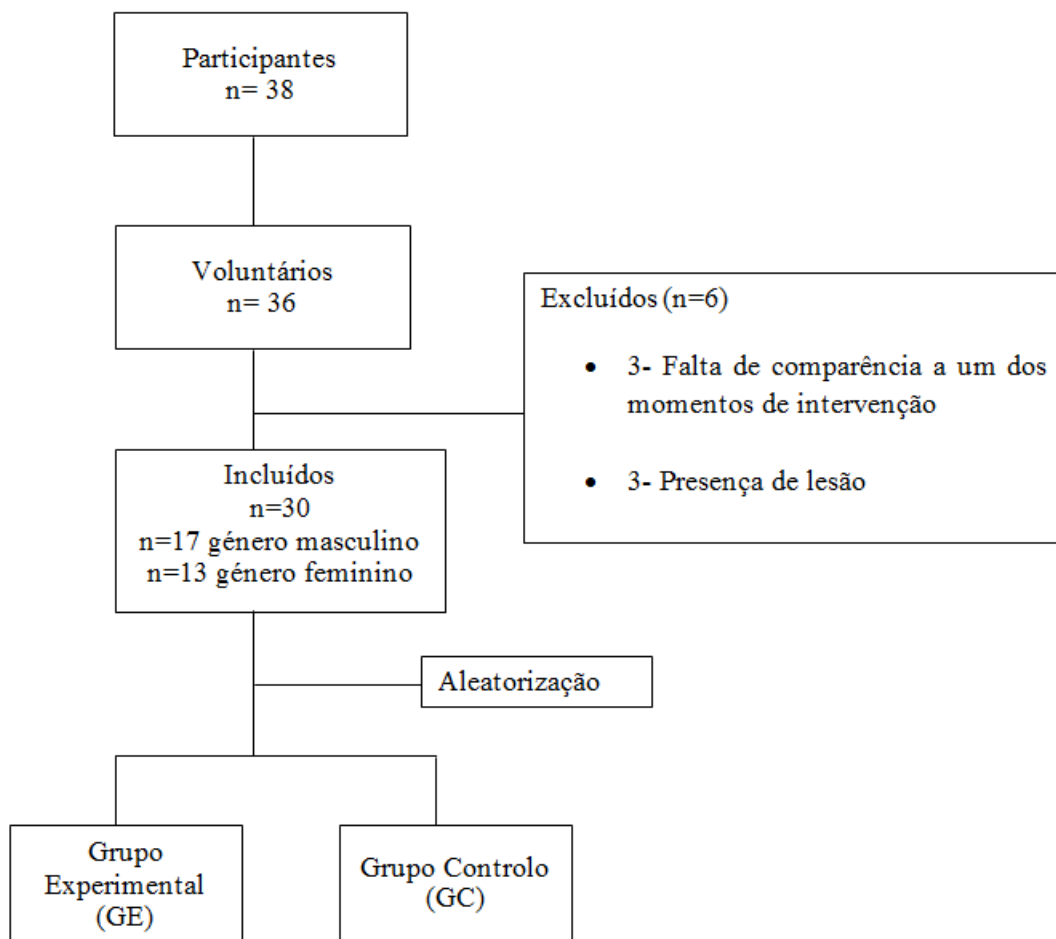 Participantes
n= 38
Voluntários
n= 36
Excluídos (n=6)
• 3- Falta de comparência a um dos
momentos de intervenção
• 3- Presença de lesão
Incluídos
n=30
n=17 género masculino
n=13 género feminino
Aleatorização
Grupo
Experimental
(GE)
Grupo Controlo
(GC)